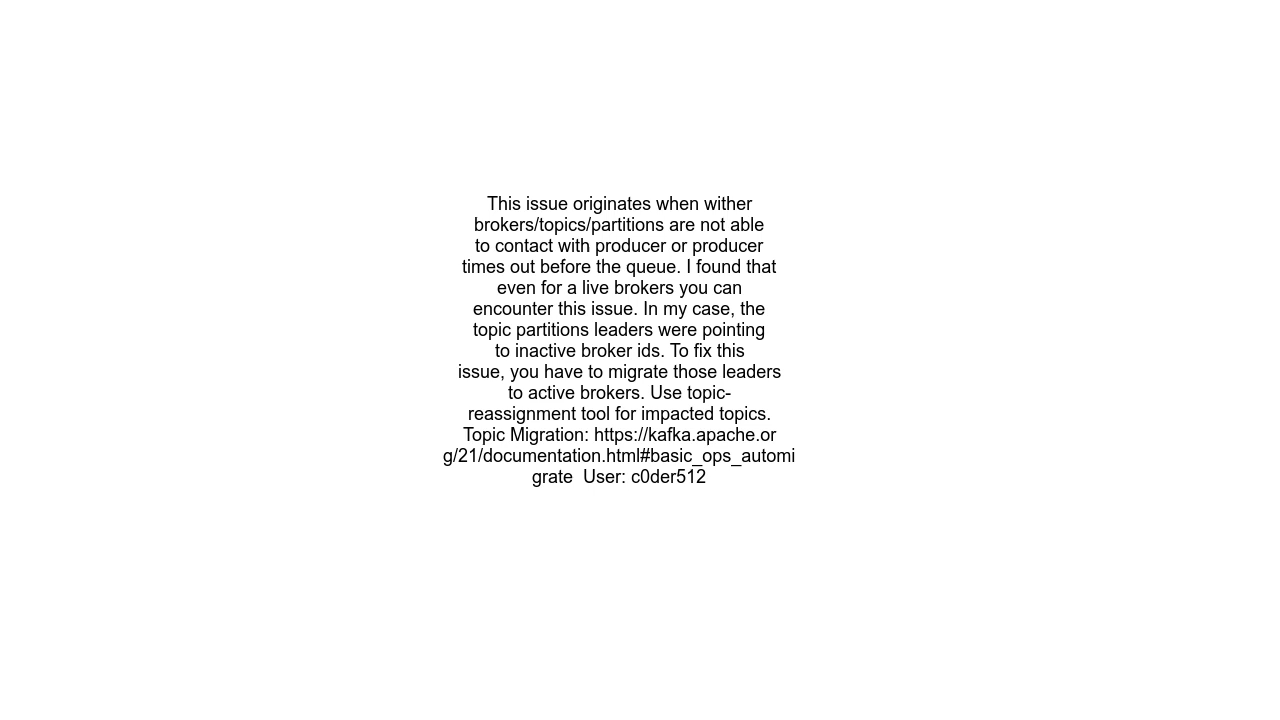 This issue originates when wither
brokers/topics/partitions are not able
to contact with producer or producer
times out before the queue. I found that
even for a live brokers you can
encounter this issue. In my case, the
topic partitions leaders were pointing
to inactive broker ids. To fix this
issue, you have to migrate those leaders
to active brokers. Use topic-
reassignment tool for impacted topics.
Topic Migration: https://kafka.apache.or
g/21/documentation.html#basic_ops_automi
grate  User: c0der512